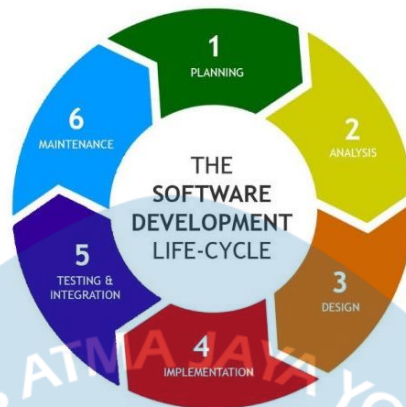 1
PLANNING
2
ANALYSIS
3
DESIGN
4
IMPLEMENTATION
5
TESTING &
INTEGRATION
6
MAINTENANCE
THE
SOFTWARE
DEVELOPMENT
LIFE-CYCLE
ATMA JAYA